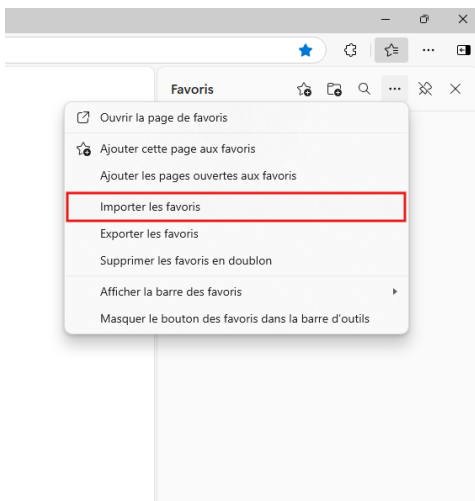 Favoris
Ouvrir la page de favoris
Ajouter cette page aux favoris
Ajouter les pages ouvertes aux favoris
Importer les favoris
Exporter les favoris
Supprimer les favoris en doublon
Afficher la barre des favoris
Masquer le bouton des favoris dans la barre d'outils